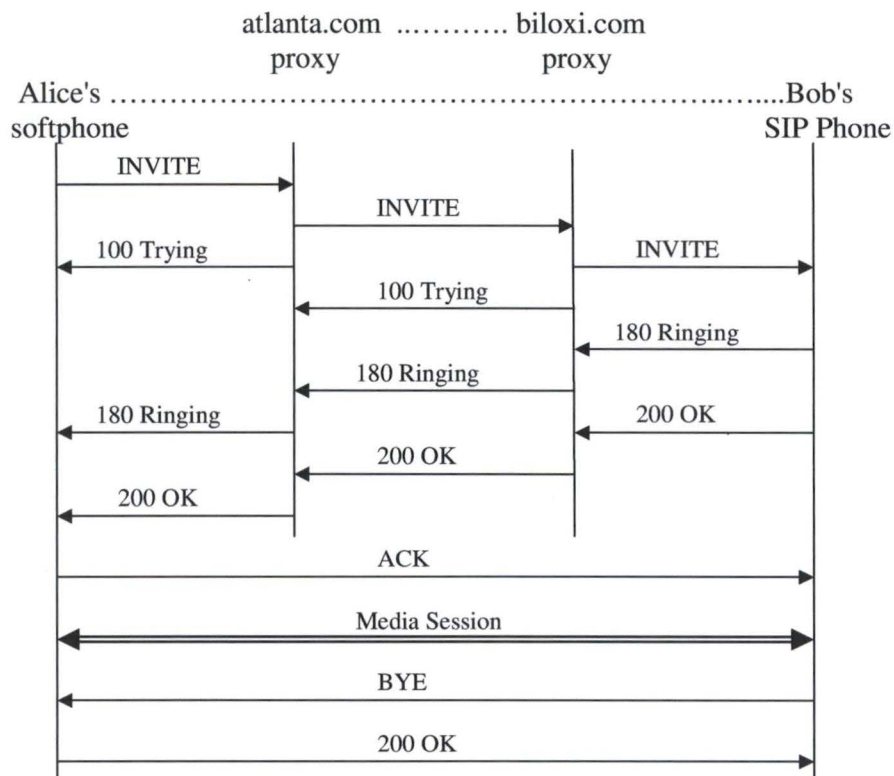 atlanta.com ........... biloxi.com
proxy proxy
Alice's ..................................................................Bob's
softphone SIP Phone
INVITE
INVITE
100 Trying INVITE
100 Trying
180 Ringing
180 Ringing
180 Ringing 200 OK
200 OK
200 OK
ACK
Media Session
BYE
200 OK